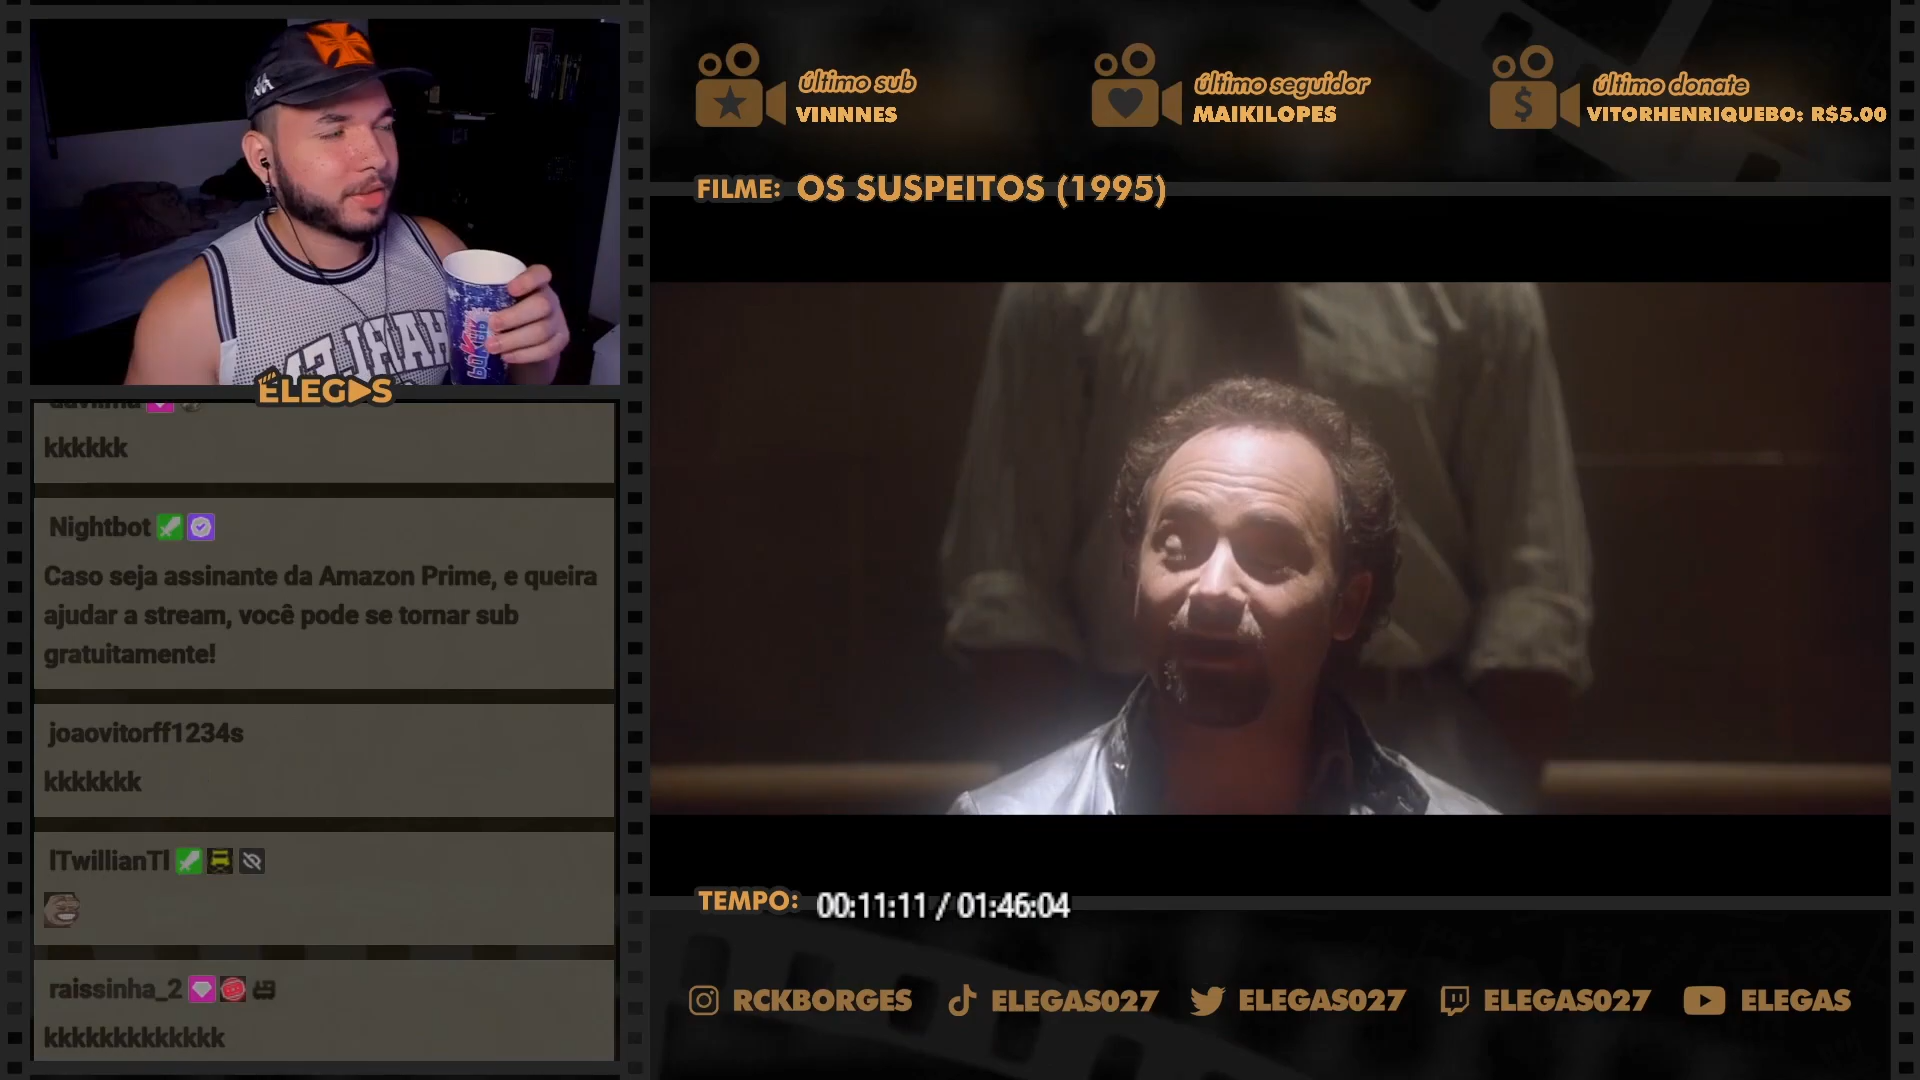 último sub
VINNNES
último seguidor
MAIKILOPES
último donate
VITORHENRIQUEBO: R$5.00
FILME: OS SUSPEITOS (1995)
ÉLEGAS
kkkkkk
Nightbot
Caso seja assinante da Amazon Prime, e queira
ajudar a stream, você pode se tornar sub
gratuitamente!
joaovitorff1234s
kkkkkkk
lTwillianTl
raissinha_2
kkkkkkkkkkkkk
TEMPO: 00:11:11 / 01:46:04
RCKBORGES
ELEGAS027
ELEGAS027
ELEGAS027
ELEGAS